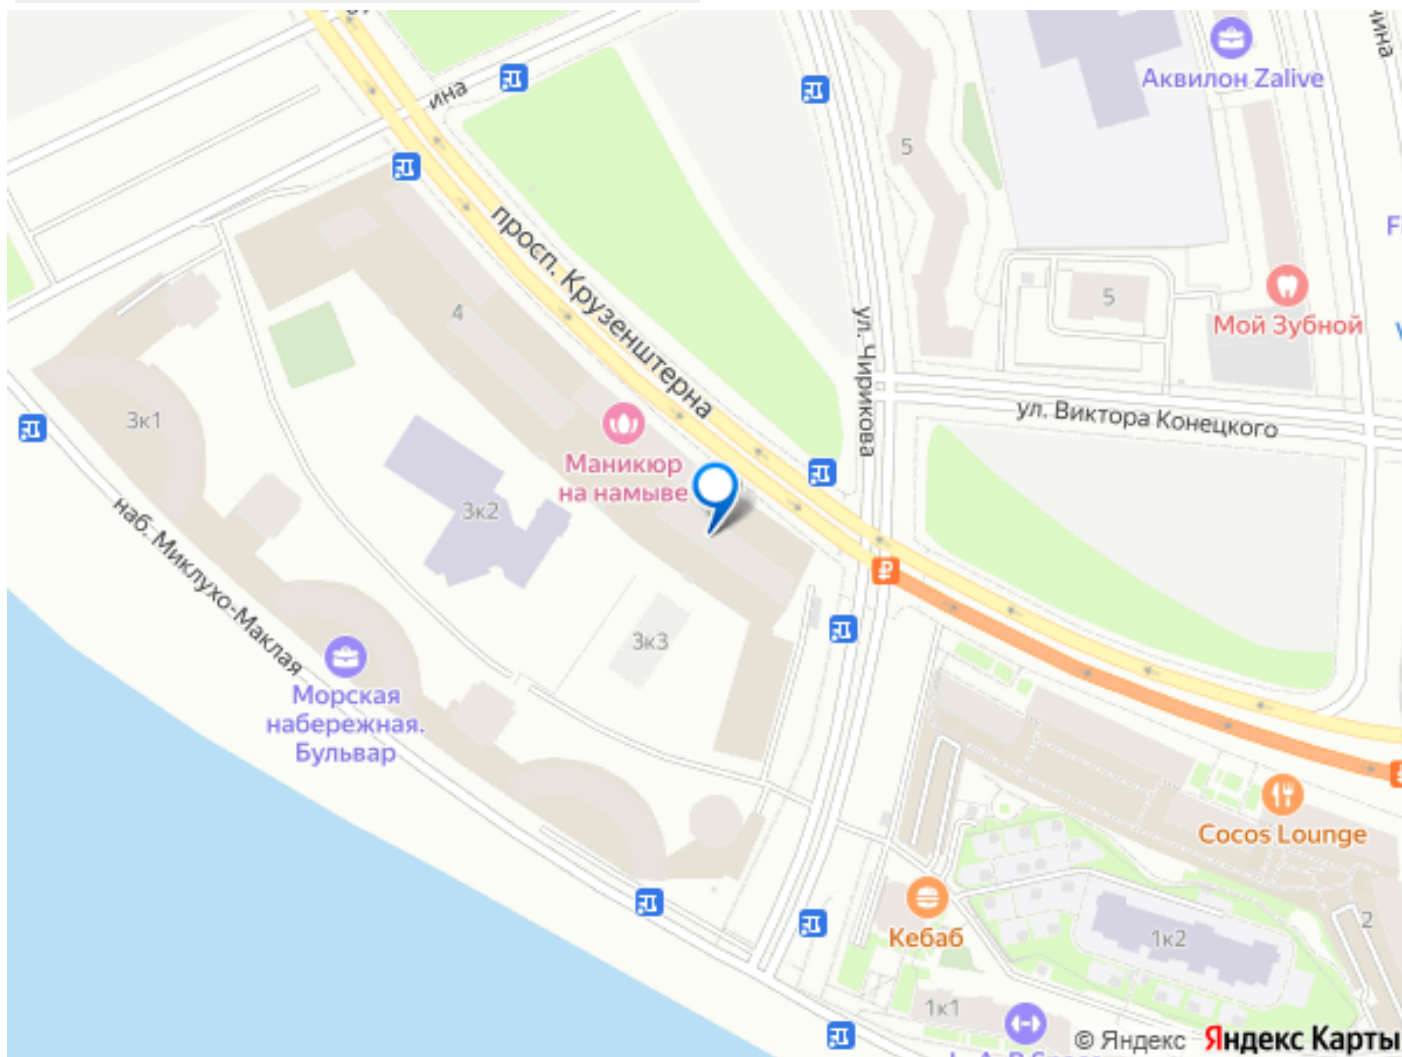 ина
чина
Аквилон Zalive
5
просп. Крузенштерна
ул. Чирикова
5
Мой Зубной
4
3к1
Маникюр
на намыве
ул. Виктора Конецкого
3к2
наб. Миклухо-Маклая
3к3
Морская
набережная.
Бульвар
Cocos Lounge
Кебаб
1к2
2
1к1
© Яндекс Яндекс Карты